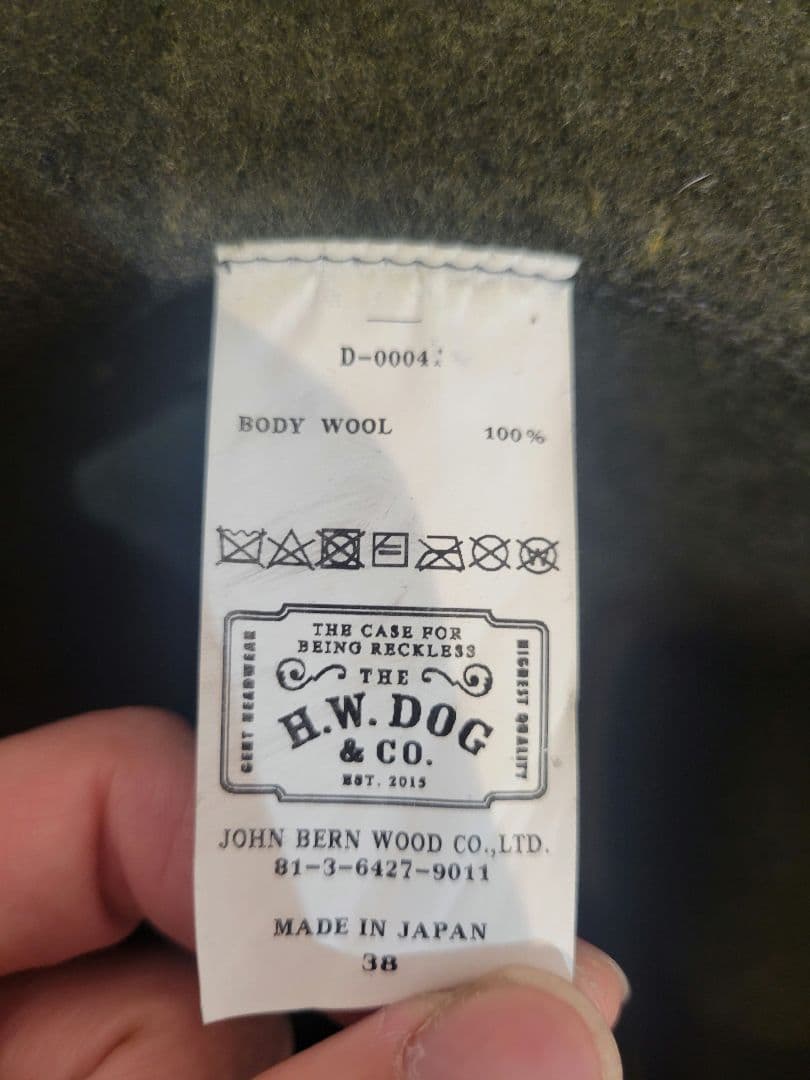 D-0004
BODY WOOL 100%
THE CASE FOR
BEING RECKLESS
THE
H.W. DOG
& CO.
EST. 2015
GENT HEADWEAR
HIGHEST QUALITY
JOHN BERN WOOD CO.,LTD.
81-3-6427-9011
MADE IN JAPAN
38